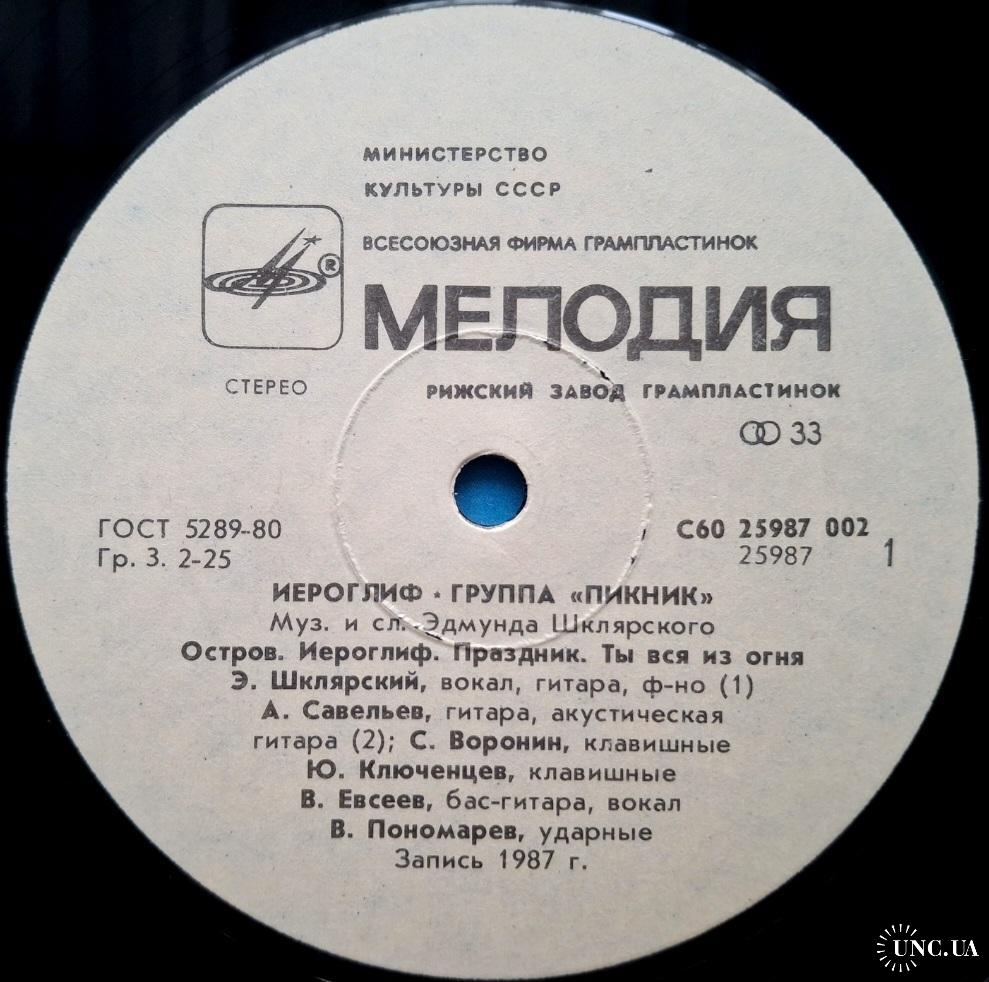 МИНИСТЕРСТВО
КУЛЬТУРЫ СССР
ВСЕСОЮЗНАЯ ФИРМА ГРАМПЛАСТИНОК
®
МЕЛОДИЯ
СТЕРЕО
РИЖСКИЙ ЗАВОД ГРАМПЛАСТИНОК
33
ГОСТ 5289-80
Гр. 3. 2-25
С60 25987 002
25987
1
ИЕРОГЛИФ • ГРУППА «ПИКНИК»
Муз. и сл. Эдмунда Шклярского
Остров. Иероглиф. Праздник. Ты вся из огня
Э. Шклярский, вокал, гитара, ф-но (1)
А. Савельев, гитара, акустическая
гитара (2); С. Воронин, клавишные
Ю. Ключенцев, клавишные
В. Евсеев, бас-гитара, вокал
В. Пономарев, ударные
Запись 1987 г.
UNC.UA